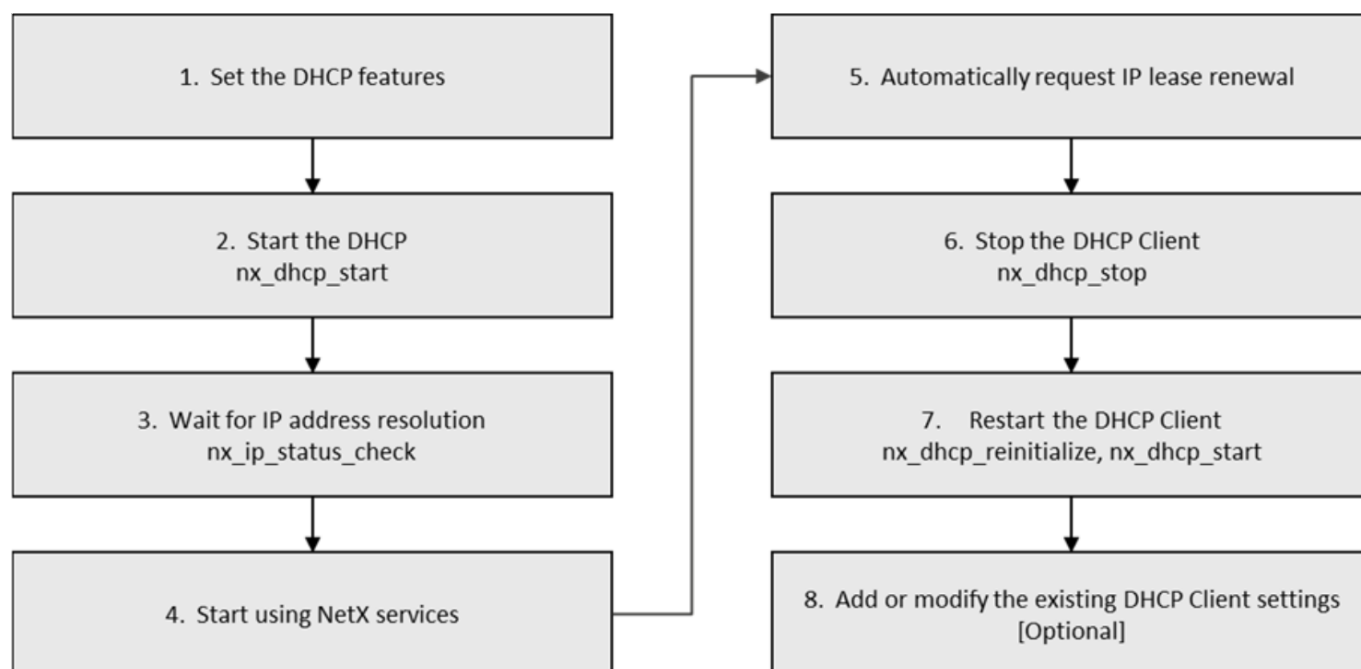 1. Set the DHCP features
2. Start the DHCP
nx_dhcp_start
3. Wait for IP address resolution
nx_ip_status_check
4. Start using NetX services
5. Automatically request IP lease renewal
6. Stop the DHCP Client
nx_dhcp_stop
7. Restart the DHCP Client
nx_dhcp_reinitialize, nx_dhcp_start
8. Add or modify the existing DHCP Client settings
[Optional]